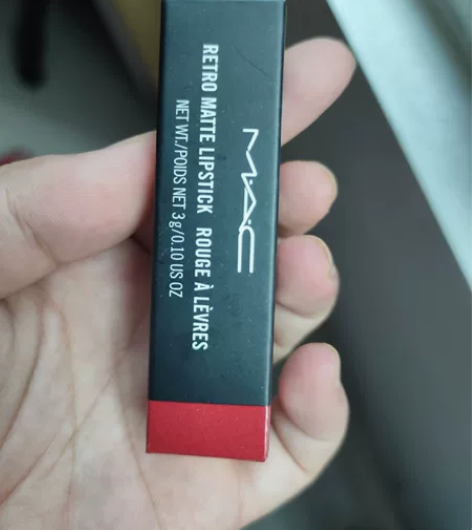 MAC
RETRO MATTE LIPSTICK ROUGE À LÈVRES
NET WT./POIDS NET 3 g/0.10 US OZ